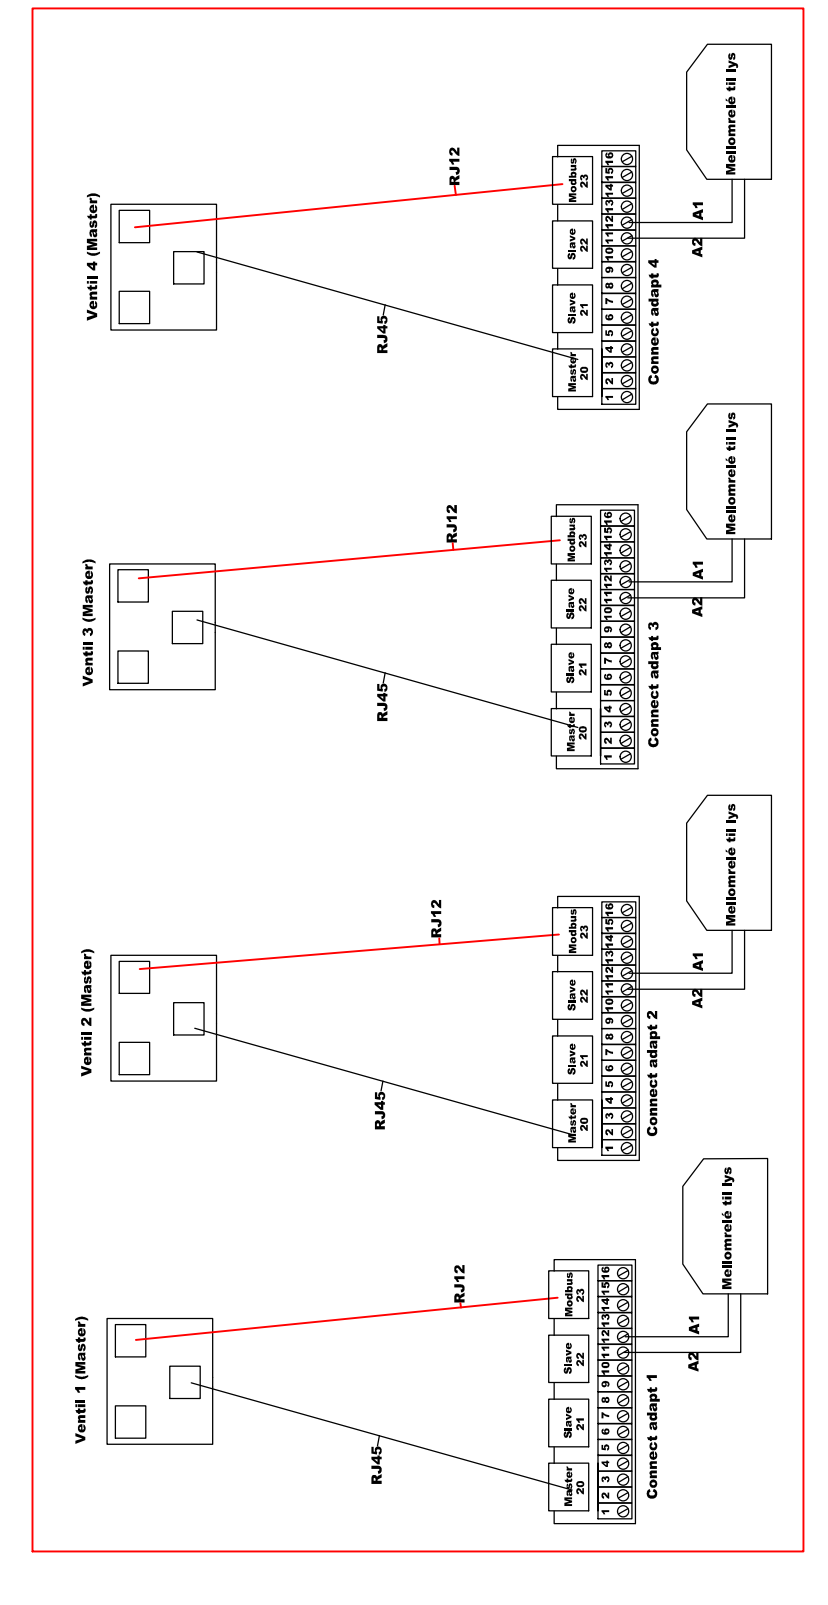 Ventil 1 (Master)
RJ45
RJ12
Master
20
Slave
21
Slave
22
Modbus
23
1 2 3 4 5 6 7 8 9 10 11 12 13 14 15 16
Connect adapt 1
A2
A1
Mellomrelé til lys
Ventil 2 (Master)
RJ45
RJ12
Master
20
Slave
21
Slave
22
Modbus
23
1 2 3 4 5 6 7 8 9 10 11 12 13 14 15 16
Connect adapt 2
A2
A1
Mellomrelé til lys
Ventil 3 (Master)
RJ45
RJ12
Master
20
Slave
21
Slave
22
Modbus
23
1 2 3 4 5 6 7 8 9 10 11 12 13 14 15 16
Connect adapt 3
A2
A1
Mellomrelé til lys
Ventil 4 (Master)
RJ45
RJ12
Master
20
Slave
21
Slave
22
Modbus
23
1 2 3 4 5 6 7 8 9 10 11 12 13 14 15 16
Connect adapt 4
A2
A1
Mellomrelé til lys